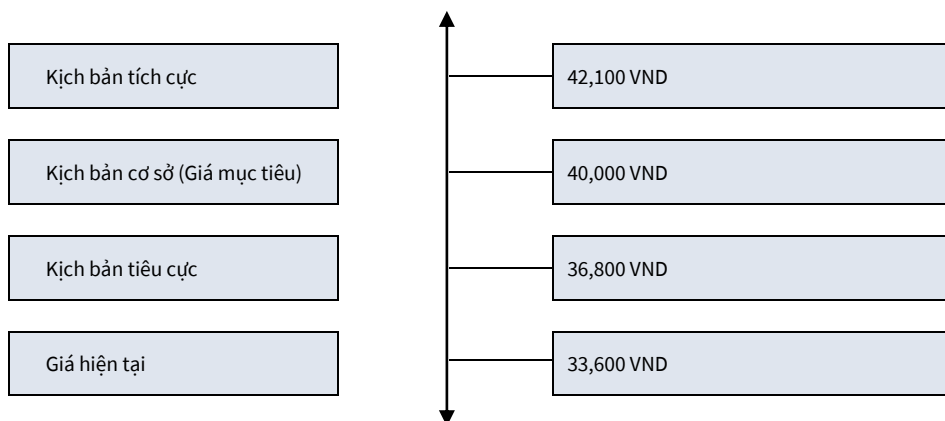 Kịch bản tích cực
42,100 VND
Kịch bản cơ sở (Giá mục tiêu)
40,000 VND
Kịch bản tiêu cực
36,800 VND
Giá hiện tại
33,600 VND